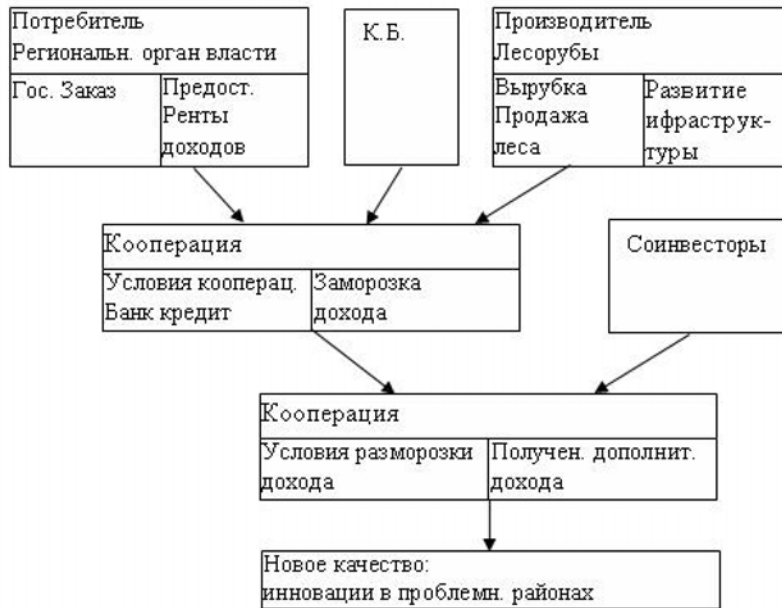 Потребитель
Региональн. орган власти
Гос. Заказ
Предост.
Ренты
доходов
К.Б.
Производитель
Лесорубы
Вырубка
Продажа
леса
Развитие
ифраструк-
туры
Кооперация
Условия кооперац.
Банк кредит
Заморозка
дохода
Соинвесторы
Кооперация
Условия разморозки
дохода
Получен. дополнит.
дохода
Новое качество:
инновации в проблемн. районах